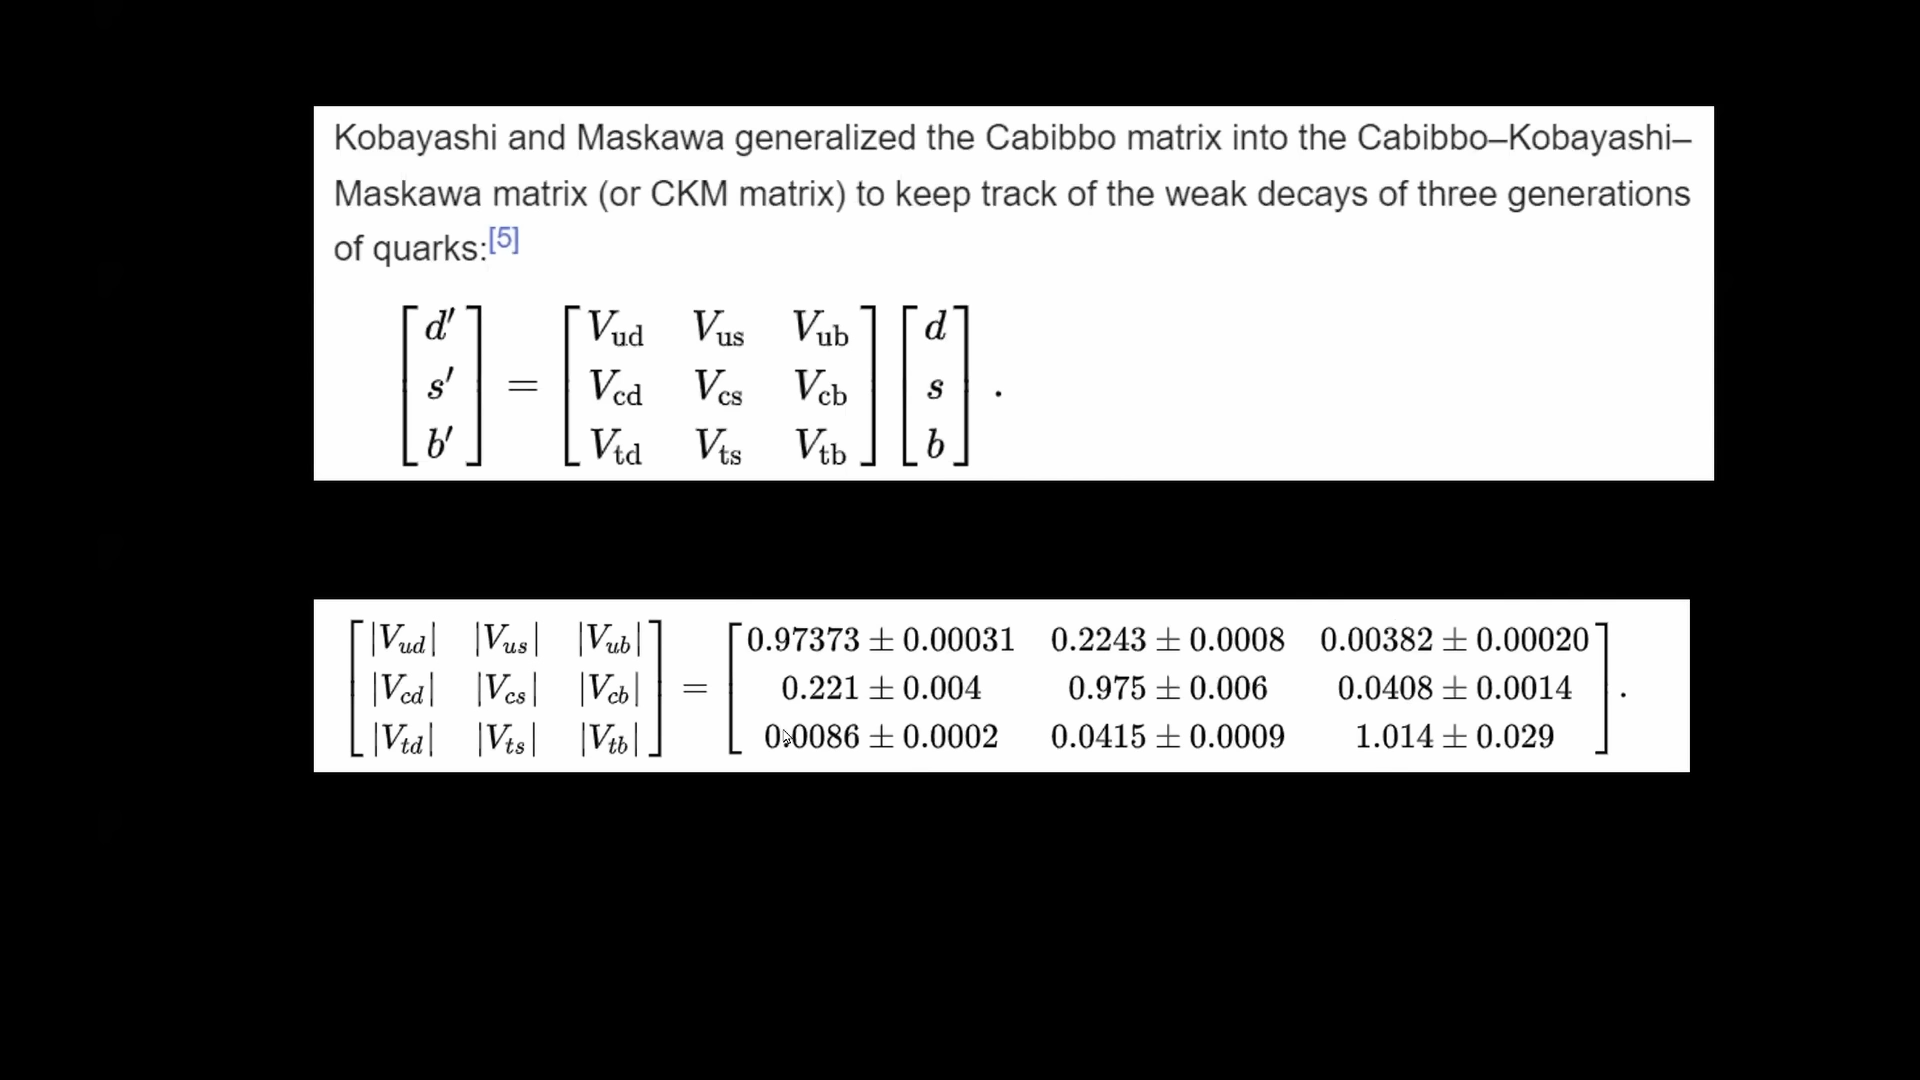 Kobayashi and Maskawa generalized the Cabibbo matrix into the Cabibbo–Kobayashi–
Maskawa matrix (or CKM matrix) to keep track of the weak decays of three generations
of quarks:[5]
[d′ s′ b′] = [V_ud V_us V_ub; V_cd V_cs V_cb; V_td V_ts V_tb] [d s b] .
[|V_ud| |V_us| |V_ub|; |V_cd| |V_cs| |V_cb|; |V_td| |V_ts| |V_tb|] = [0.97373 ± 0.00031 0.2243 ± 0.0008 0.00382 ± 0.00020; 0.221 ± 0.004 0.975 ± 0.006 0.0408 ± 0.0014; 0.0086 ± 0.0002 0.0415 ± 0.0009 1.014 ± 0.029] .